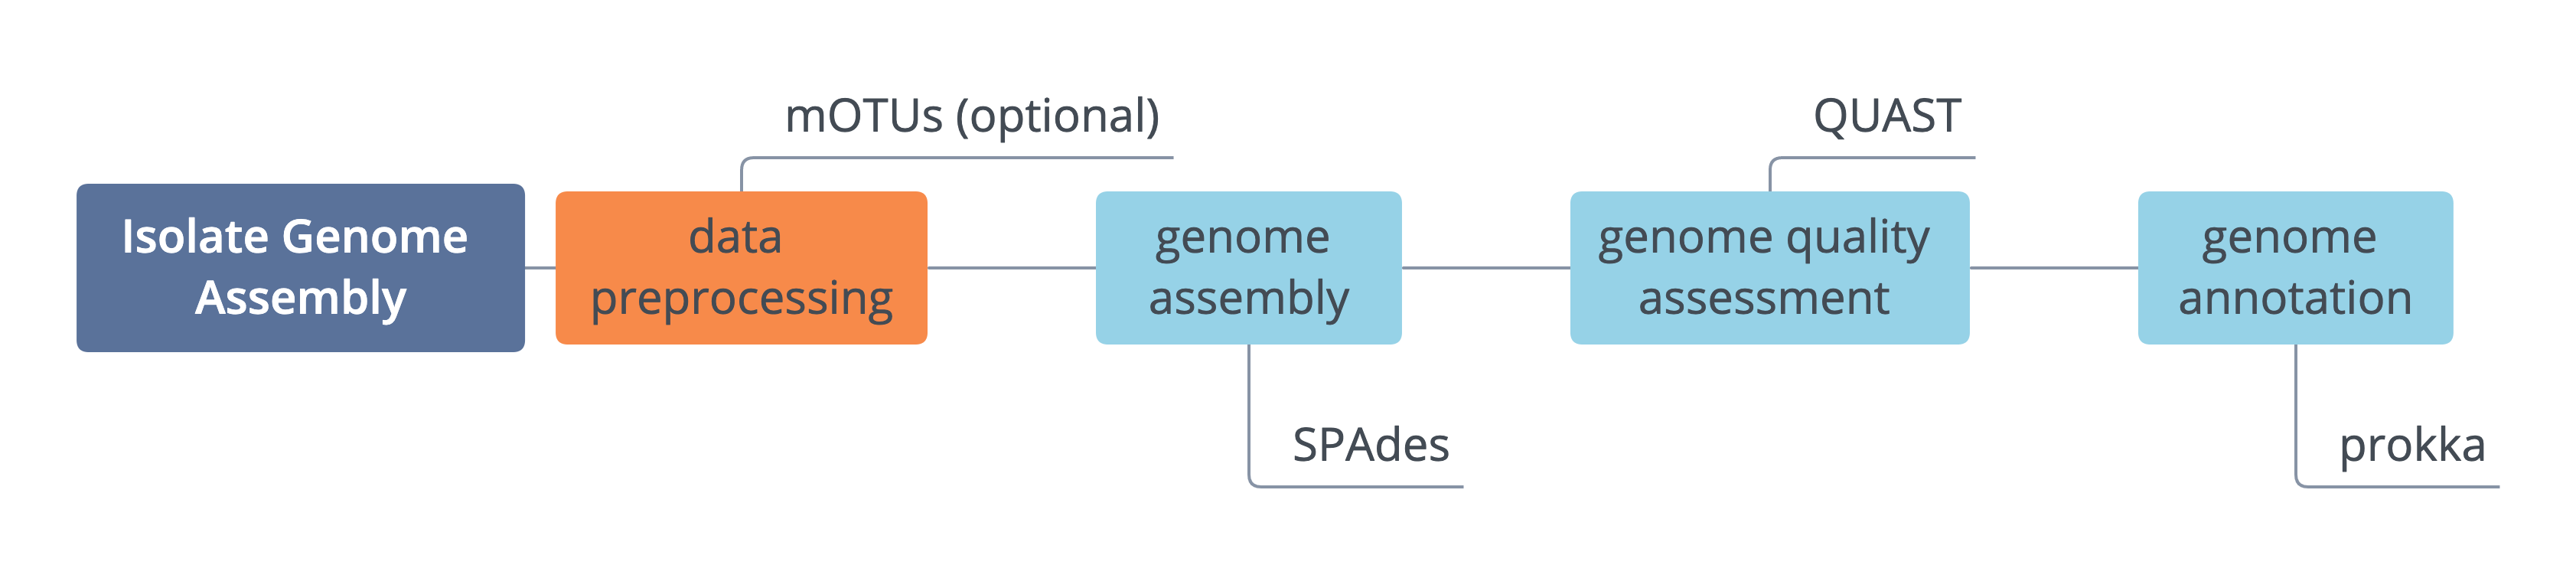 mOTUs (optional)
QUAST
Isolate Genome
Assembly
data
preprocessing
genome
assembly
genome quality
assessment
genome
annotation
SPAdes
prokka